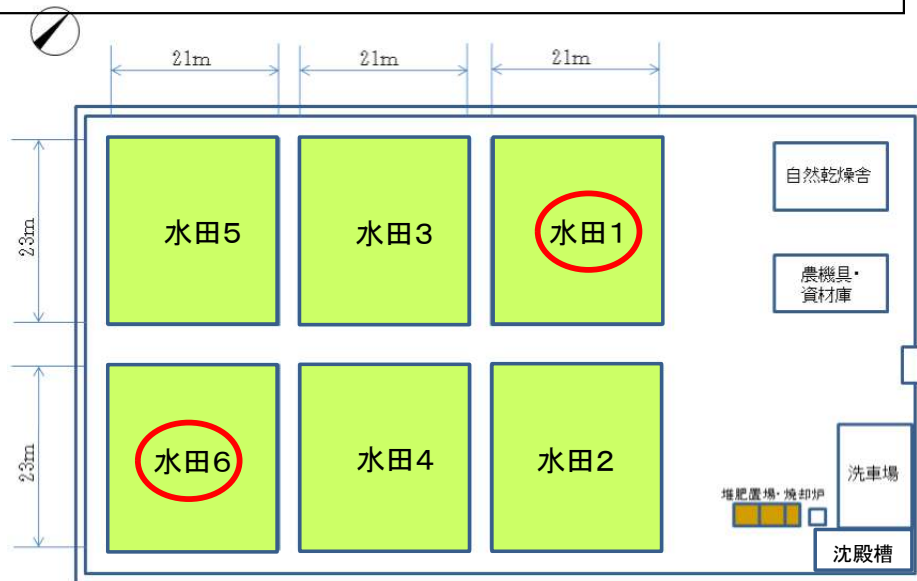 21m
21m
21m
23m
水田5
水田3
水田1
自然乾燥舎
農機具・
資材庫
23m
水田6
水田4
水田2
洗車場
堆肥置場・焼却炉
沈殿槽